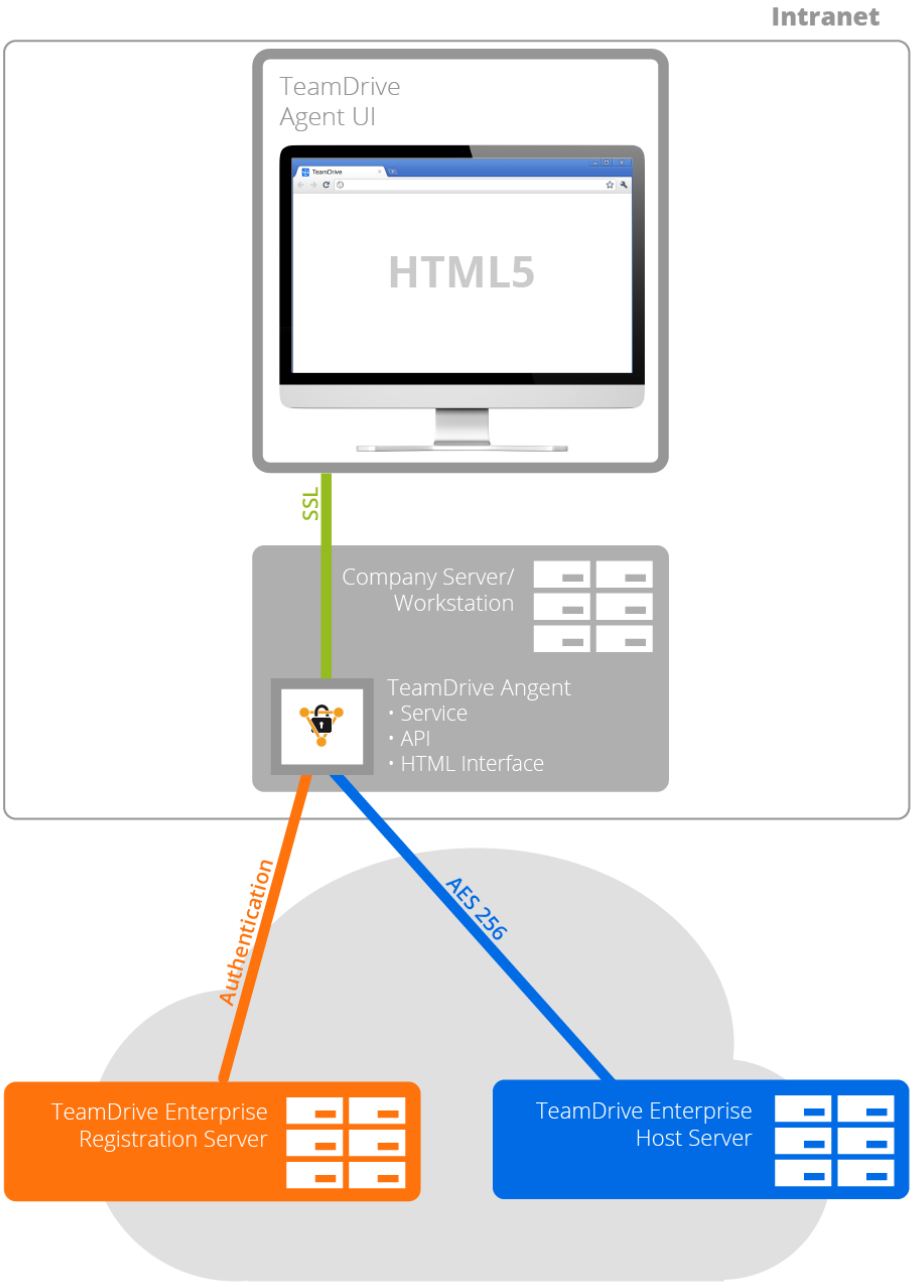 Intranet
TeamDrive
Agent UI
TeamDrive
HTML5
SSL
Company Server/
Workstation
TeamDrive Angent
• Service
• API
• HTML Interface
Authentication
AES 256
TeamDrive Enterprise
Registration Server
TeamDrive Enterprise
Host Server